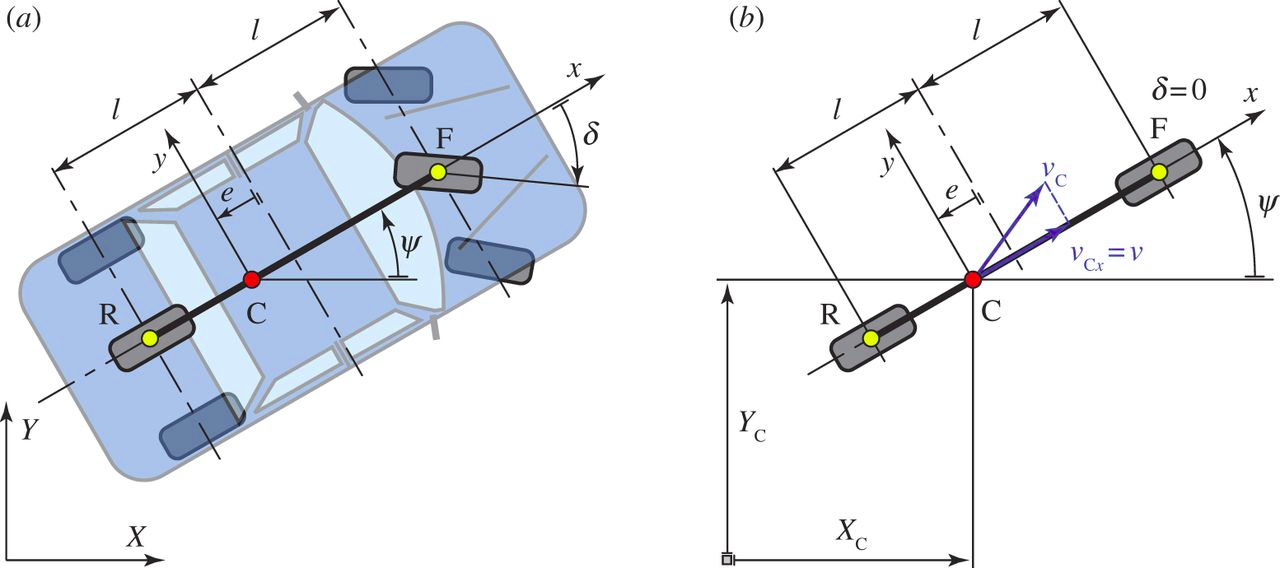 (a)
l
l
x
δ
F
y
e
ψ
R
C
Y
X
(b)
l
l
δ=0
x
F
y
e
v_C
ψ
v_Cx = v
R
C
Y_C
X_C